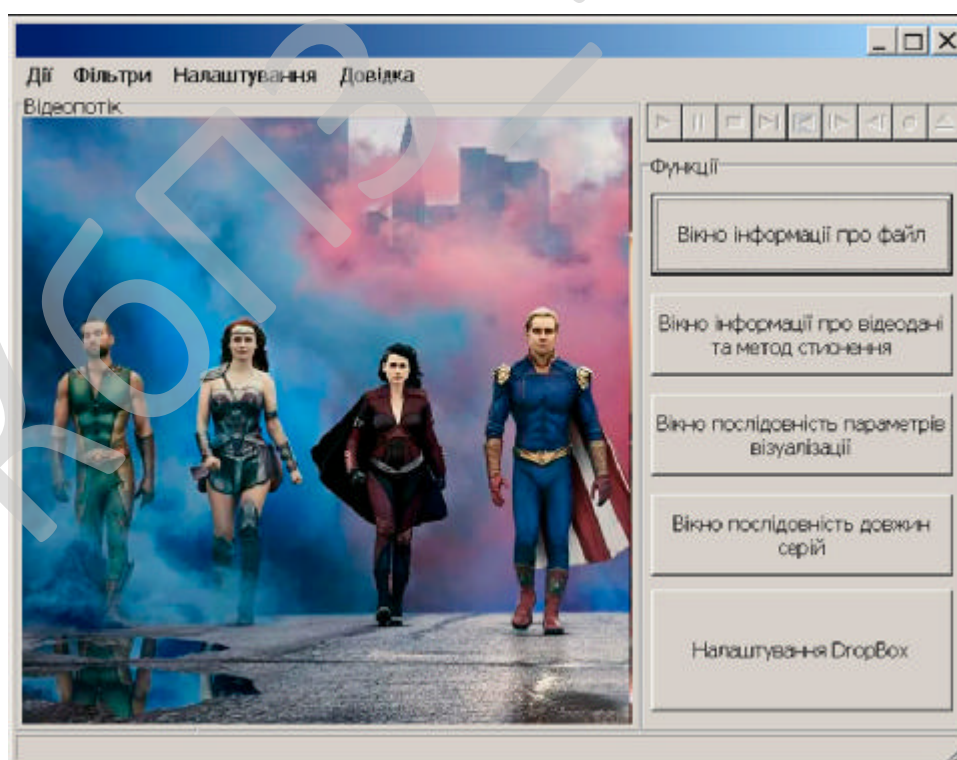 Дії Фільтри Налаштування Довідка
Відеопотік
Функції
Вікно інформації про файл
Вікно інформації про відеодані
та метод стиснення
Вікно послідовність параметрів
візуалізації
Вікно послідовність довжин
серій
Налаштування DropBox